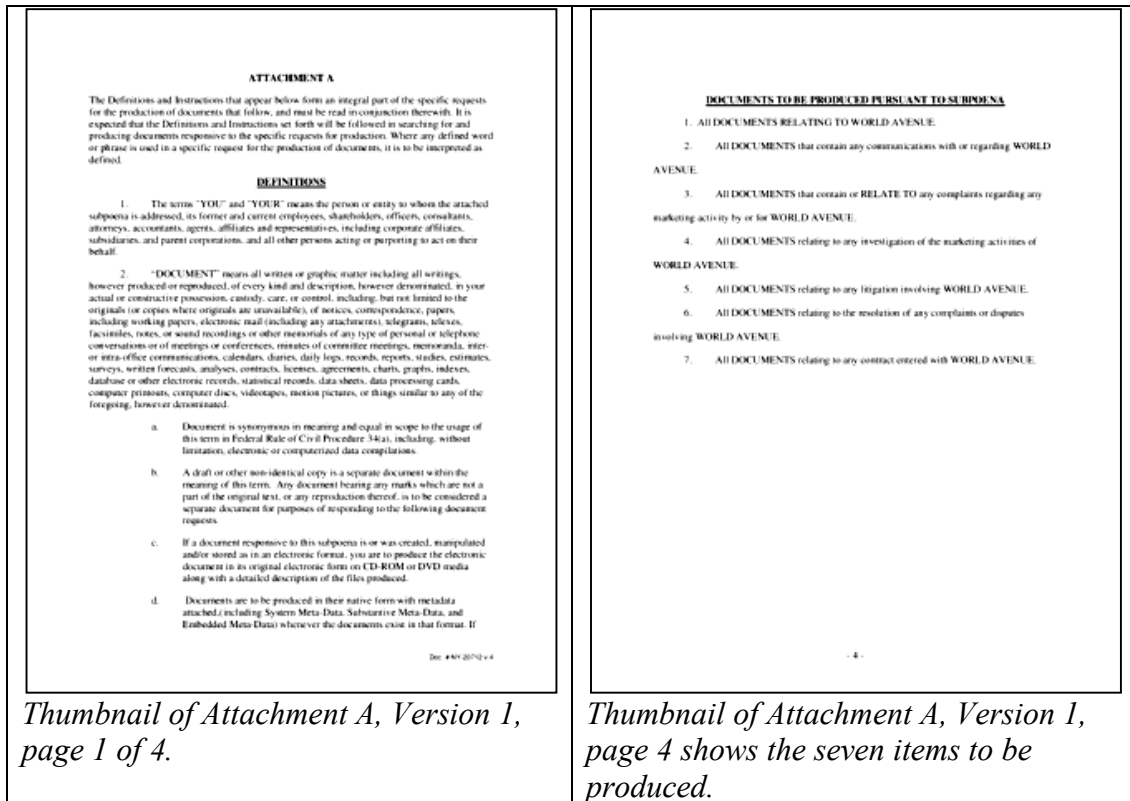 ATTACHMENT A
The Definitions and Instructions that appear below form an integral part of the specific requests
for the production of documents that follow, and must be read in conjunction therewith. It is
expected that the Definitions and Instructions set forth will be followed in searching for and
producing documents responsive to the specific requests for production. Where any defined word
or phrase is used in a specific request for the production of documents, it is to be interpreted as
defined.
DEFINITIONS
1. The terms "YOU" and "YOUR" means the person or entity to whom the attached
subpoena is addressed, its former and current employees, shareholders, officers, consultants,
attorneys, accountants, agents, affiliates and representatives, including corporate affiliates,
subsidiaries, and parent corporations, and all other persons acting or purporting to act on their
behalf.
2. "DOCUMENT" means all written or graphic matter including all writings,
however produced or reproduced, of every kind and description, however denominated, in your
actual or constructive possession, custody, care, or control, including, but not limited to the
originals (or copies where originals are unavailable), of notices, correspondence, papers,
including working papers, electronic mail (including any attachments), telegrams, telexes,
facsimiles, notes, or sound recordings or other memorials of any type of personal or telephone
conversations or of meetings or conferences, minutes of committee meetings, memoranda, inter-
or intra-office communications, calendars, diaries, daily logs, records, reports, studies, estimates,
surveys, written forecasts, analyses, contracts, licenses, agreements, charts, graphs, indexes,
database or other electronic records, statistical records, data sheets, data processing cards,
computer printouts, computer discs, videotapes, motion pictures, or things similar to any of the
foregoing, however denominated.
a. Document is synonymous in meaning and equal in scope to the usage of
this term in Federal Rule of Civil Procedure 34(a), including, without
limitation, electronic or computerized data compilations.
b. A draft or other non-identical copy is a separate document within the
meaning of this term. Any document bearing any marks which are not a
part of the original text, or any reproduction thereof, is to be considered a
separate document for purposes of responding to the following document
requests.
c. If a document responsive to this subpoena is or was created, manipulated
and/or stored as in an electronic format, you are to produce the electronic
document in its original electronic form on CD-ROM or DVD media
along with a detailed description of the files produced.
d. Documents are to be produced in their native form with metadata
attached,(including System Meta-Data, Substantive Meta-Data, and
Embedded Meta-Data) whenever the documents exist in that format. If
Thumbnail of Attachment A, Version 1,
page 1 of 4.
DOCUMENTS TO BE PRODUCED PURSUANT TO SUBPOENA
1. All DOCUMENTS RELATING TO WORLD AVENUE.
2. All DOCUMENTS that contain any communications with or regarding WORLD
AVENUE.
3. All DOCUMENTS that contain or RELATE TO any complaints regarding any
marketing activity by or for WORLD AVENUE.
4. All DOCUMENTS relating to any investigation of the marketing activities of
WORLD AVENUE.
5. All DOCUMENTS relating to any litigation involving WORLD AVENUE.
6. All DOCUMENTS relating to the resolution of any complaints or disputes
involving WORLD AVENUE.
7. All DOCUMENTS relating to any contract entered with WORLD AVENUE.
- 4 -
Thumbnail of Attachment A, Version 1,
page 4 shows the seven items to be
produced.